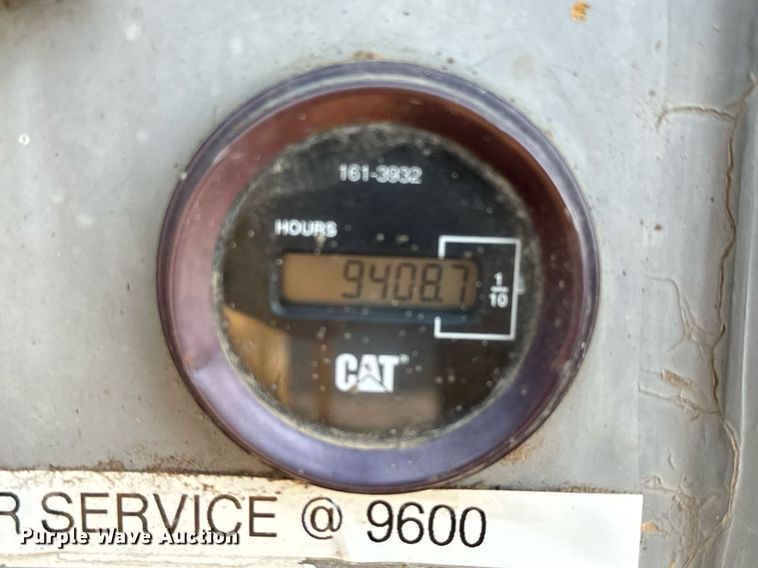 161-3932
HOURS
9408.7
1
10
CAT
R SERVICE @ 9600
Purple Wave Auction